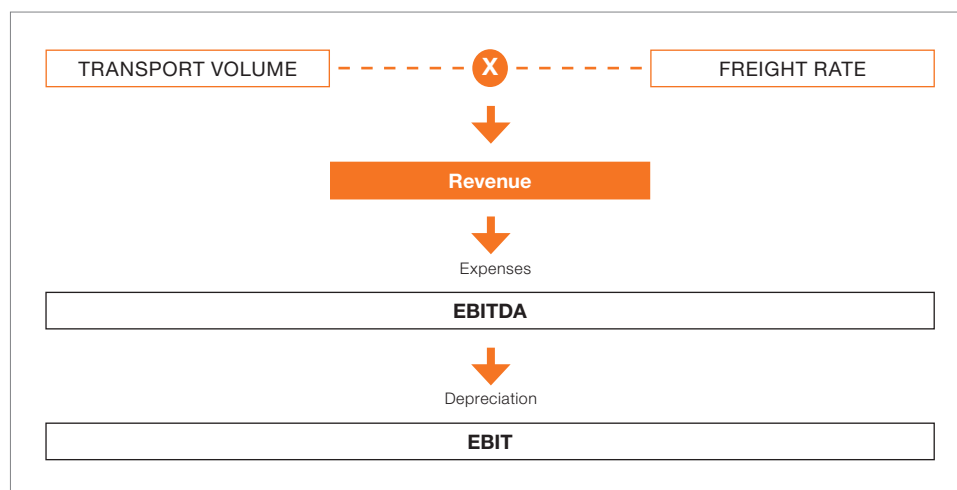 TRANSPORT VOLUME
X
FREIGHT RATE
Revenue
Expenses
EBITDA
Depreciation
EBIT